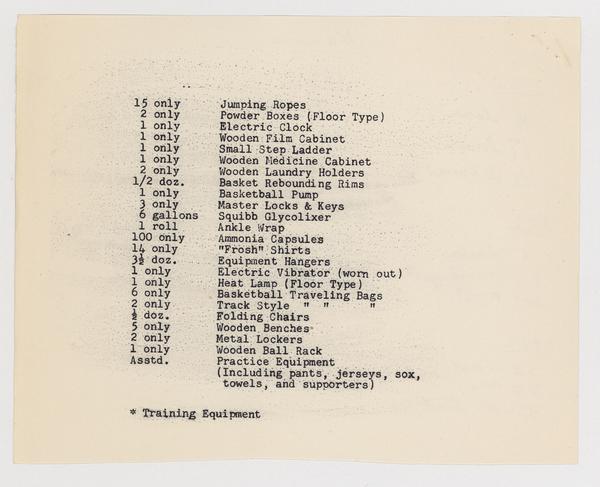 15 only Jumping Ropes
2 only Powder Boxes (Floor Type)
1 only Electric Clock
1 only Wooden Film Cabinet
1 only Small Step Ladder
1 only Wooden Medicine Cabinet
2 only Wooden Laundry Holders
1/2 doz. Basket Rebounding Rims
1 only Basketball Pump
3 only Master Locks & Keys
6 gallons Squibb Glycolixer
1 roll Ankle Wrap
100 only Ammonia Capsules
14 only "Frosh" Shirts
3½ doz. Equipment Hangers
1 only Electric Vibrator (worn out)
1 only Heat Lamp (Floor Type)
6 only Basketball Traveling Bags
2 only Track Style " " "
½ doz. Folding Chairs
5 only Wooden Benches
2 only Metal Lockers
1 only Wooden Ball Rack
Asstd. Practice Equipment
(Including pants, jerseys, sox,
towels, and supporters)
* Training Equipment